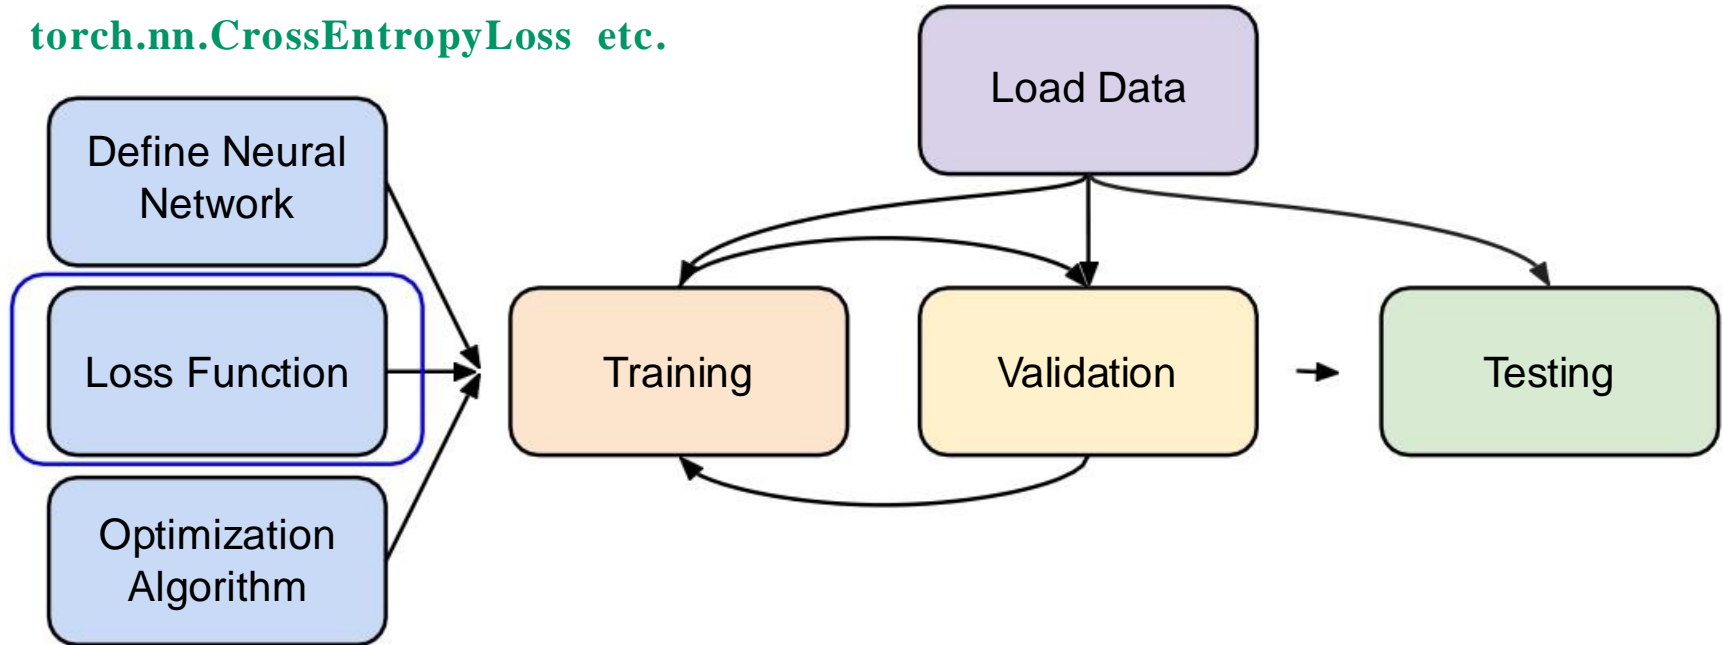 torch.nn.CrossEntropyLoss etc.
Load Data
Define Neural
Network
Loss Function
Training
Validation
Testing
Optimization
Algorithm